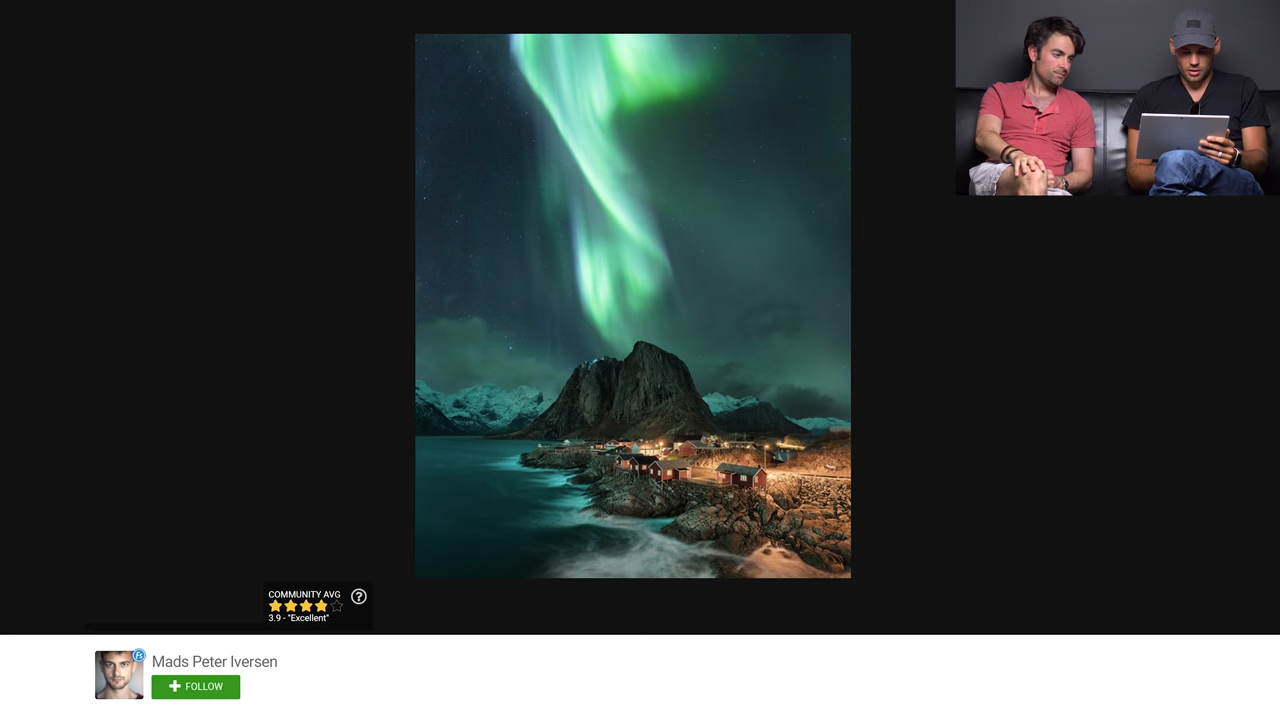 COMMUNITY AVG
3.9 - "Excellent"
Mads Peter Iversen
FOLLOW